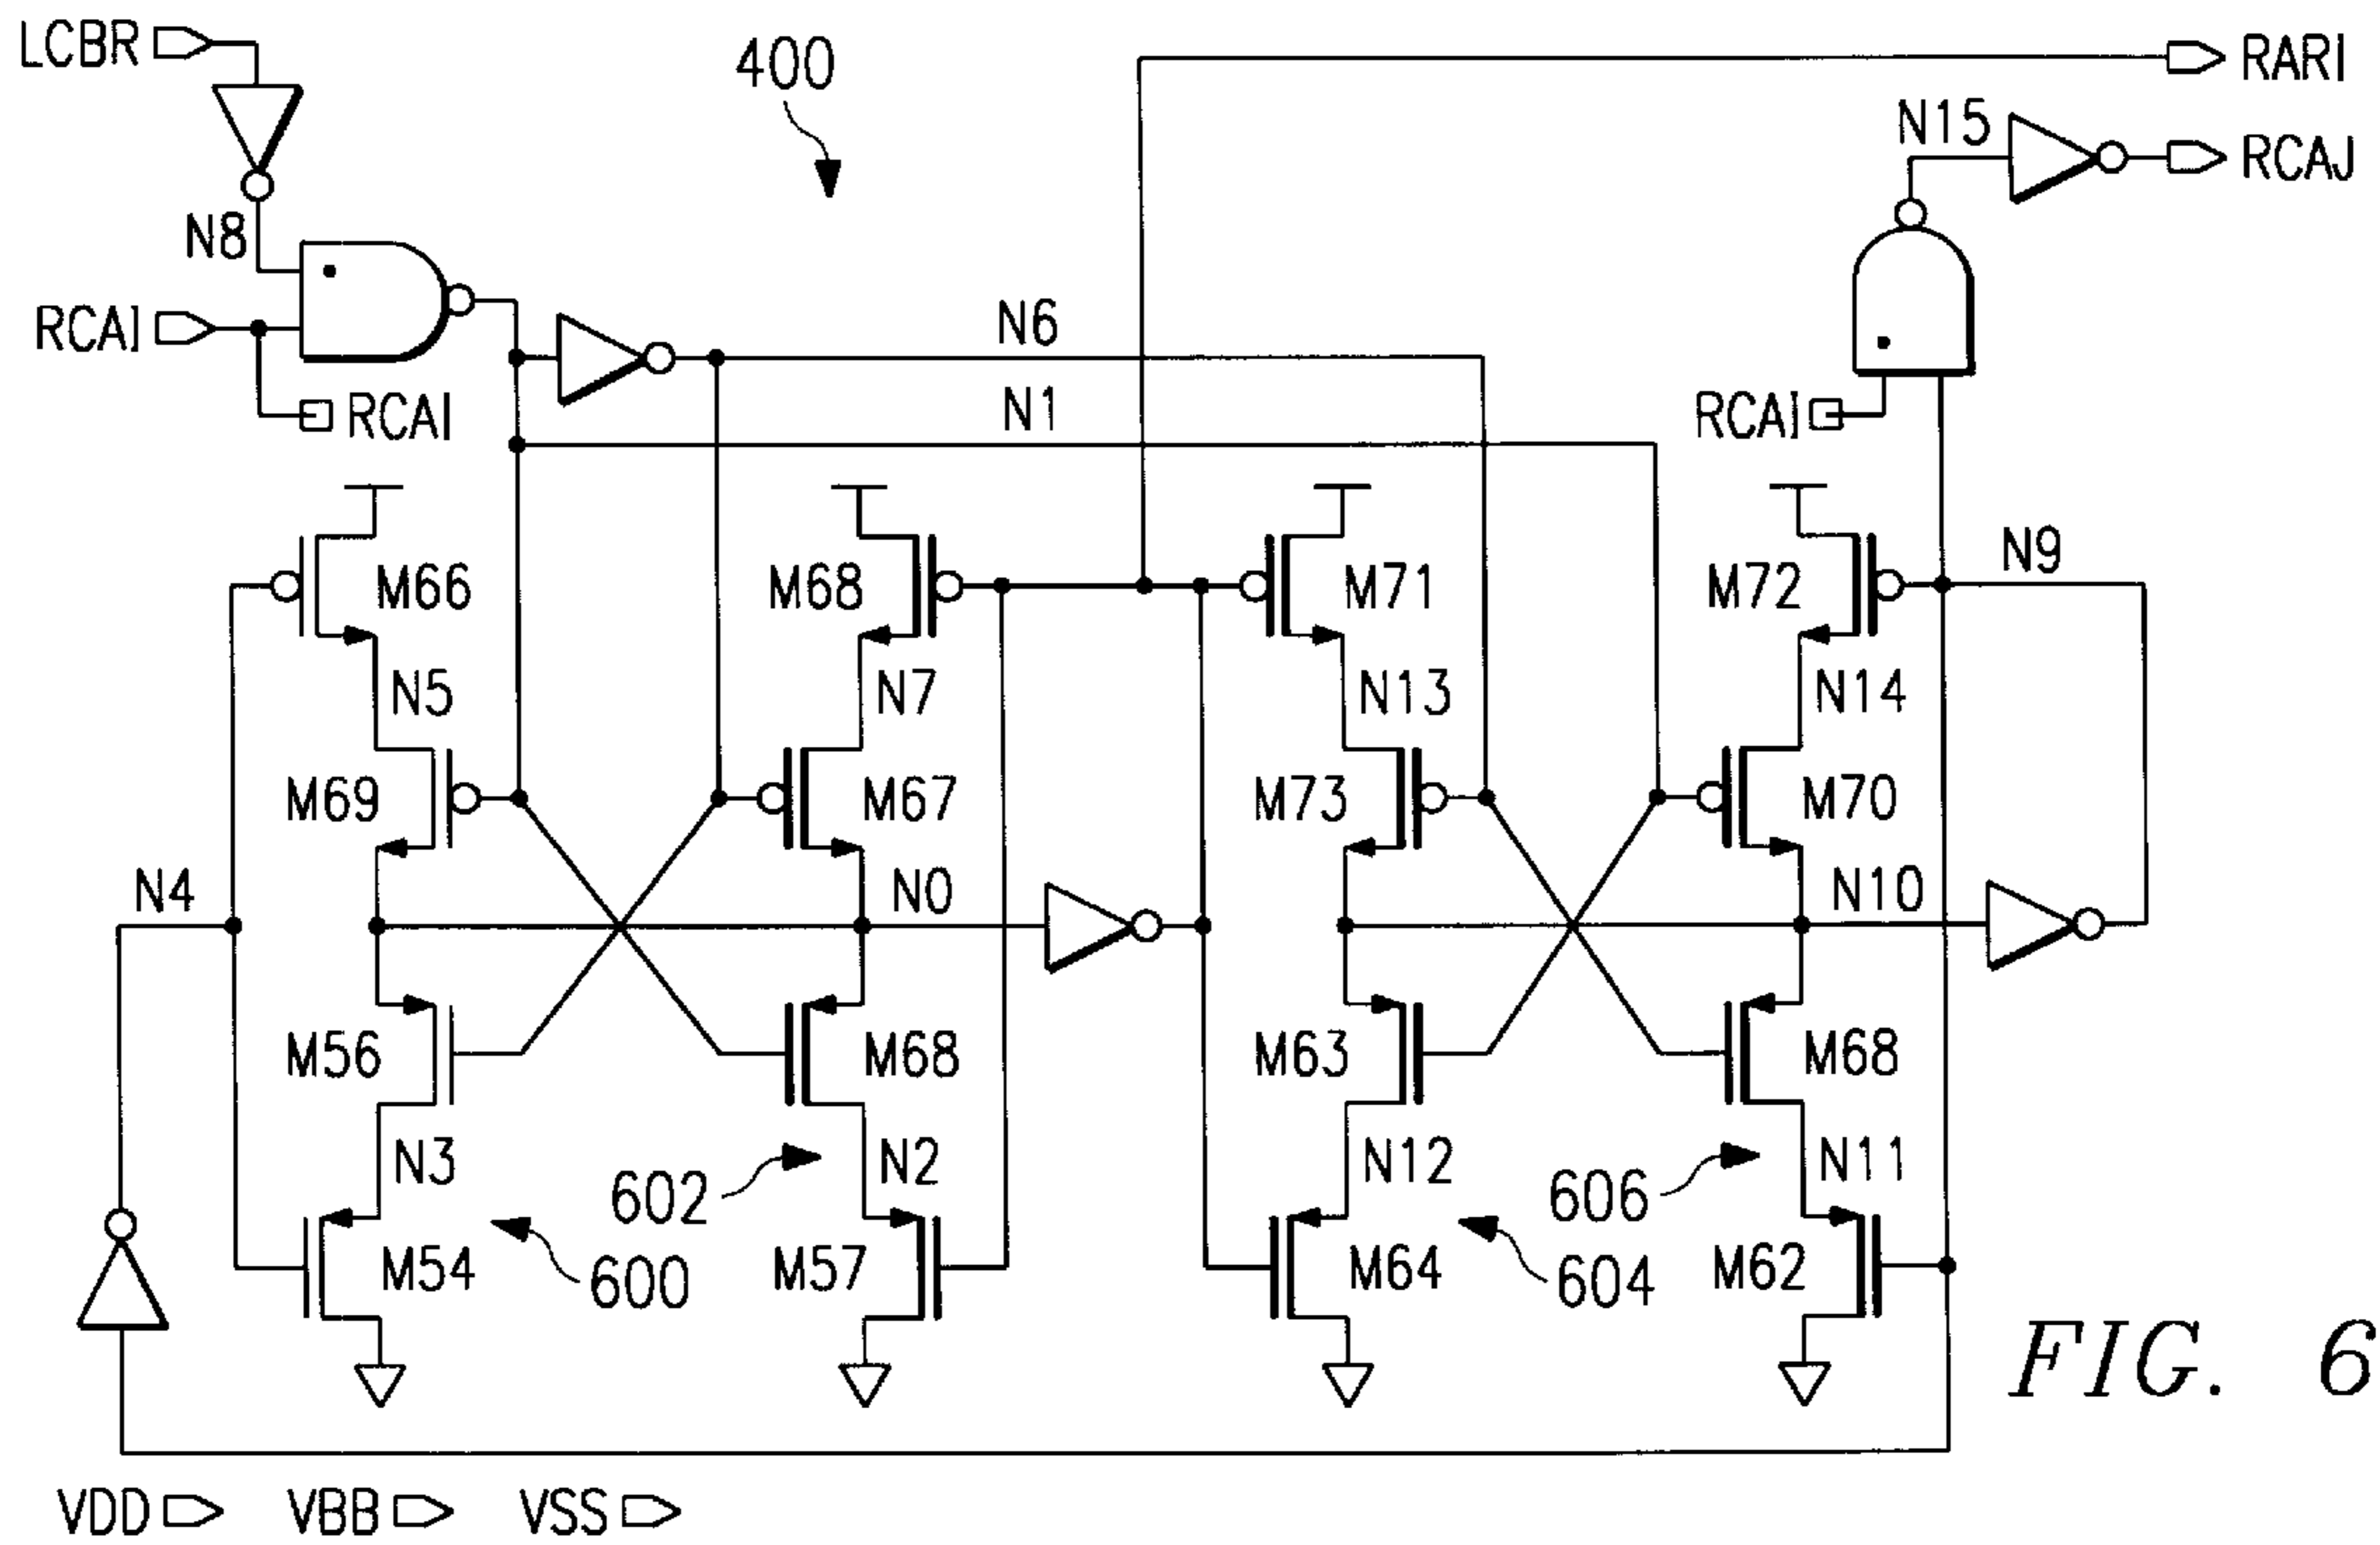 LCBR
400
RARI
N15
RCAJ
N8
RCAI
N6
N1
RCAI
RCAI
M66
M68
M71
M72
N9
N5
N7
N13
N14
M69
M67
M73
M70
N4
N0
N10
M56
M68
M63
M68
N3
602
N2
N12
606
N11
M54
600
M57
M64
604
M62
FIG. 6
VDD
VBB
VSS